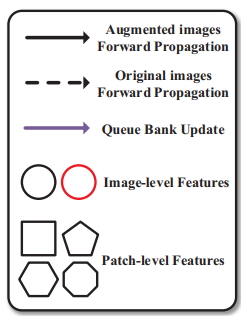 Augmented images
Forward Propagation
Original images
Forward Propagation
Queue Bank Update
Image-level Features
Patch-level Features